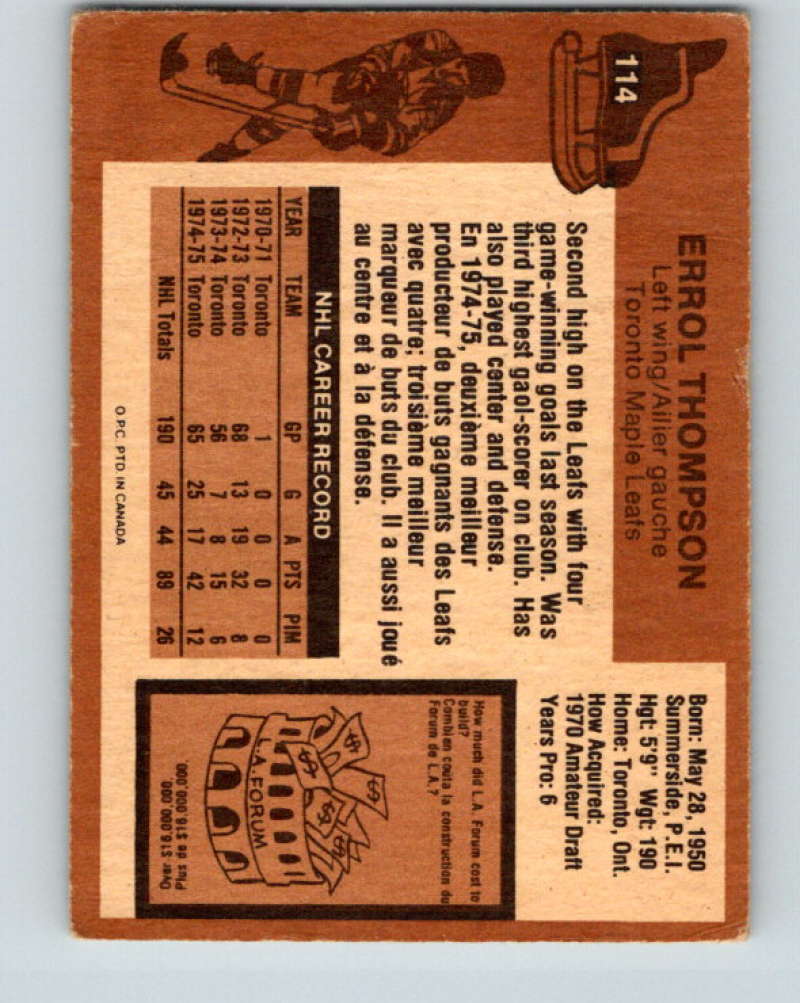 114
ERROL THOMPSON
Left wing/Ailier gauche
Toronto Maple Leafs
Born: May 28, 1950
Summerside, P.E.I.
Hgt: 5'9" Wgt: 190
Home: Toronto, Ont.
How Acquired:
1970 Amateur Draft
Years Pro: 6
Second high on the Leafs with four
game-winning goals last season. Was
third highest gaol-scorer on club. Has
also played center and defense.
En 1974-75, deuxième meilleur
producteur de buts gagnants des Leafs
avec quatre; troisième meilleur
marqueur de buts du club. Il a aussi joué
au centre et à la défense.
NHL CAREER RECORD
YEAR TEAM GP G A PTS PIM
1970-71 Toronto 1 0 0 0 0
1972-73 Toronto 68 13 19 32 8
1973-74 Toronto 56 7 8 15 6
1974-75 Toronto 65 25 17 42 12
NHL Totals 190 45 44 89 26
How much did L.A. Forum cost to
build?
Combien couta la construction du
Forum de L.A.?
$ $ $ $
L.A. FORUM
Over $16,000,000.
Plus de $16,000,000.
O.P.C. PTD. IN CANADA